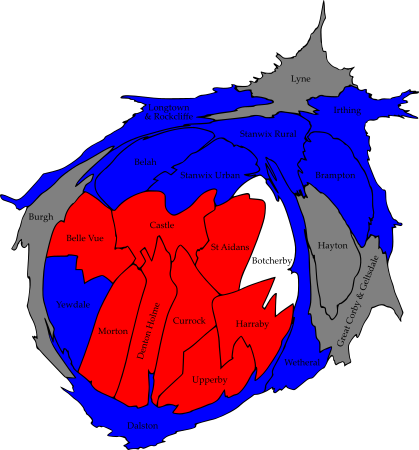 Lyne
Longtown
& Rockcliffe
Irthing
Stanwix Rural
Belah
Stanwix Urban
Brampton
Burgh
Castle
Belle Vue
St Aidans
Hayton
Botcherby
Great Corby & Geltsdale
Yewdale
Morton
Denton Holme
Currock
Harraby
Wetheral
Upperby
Dalston